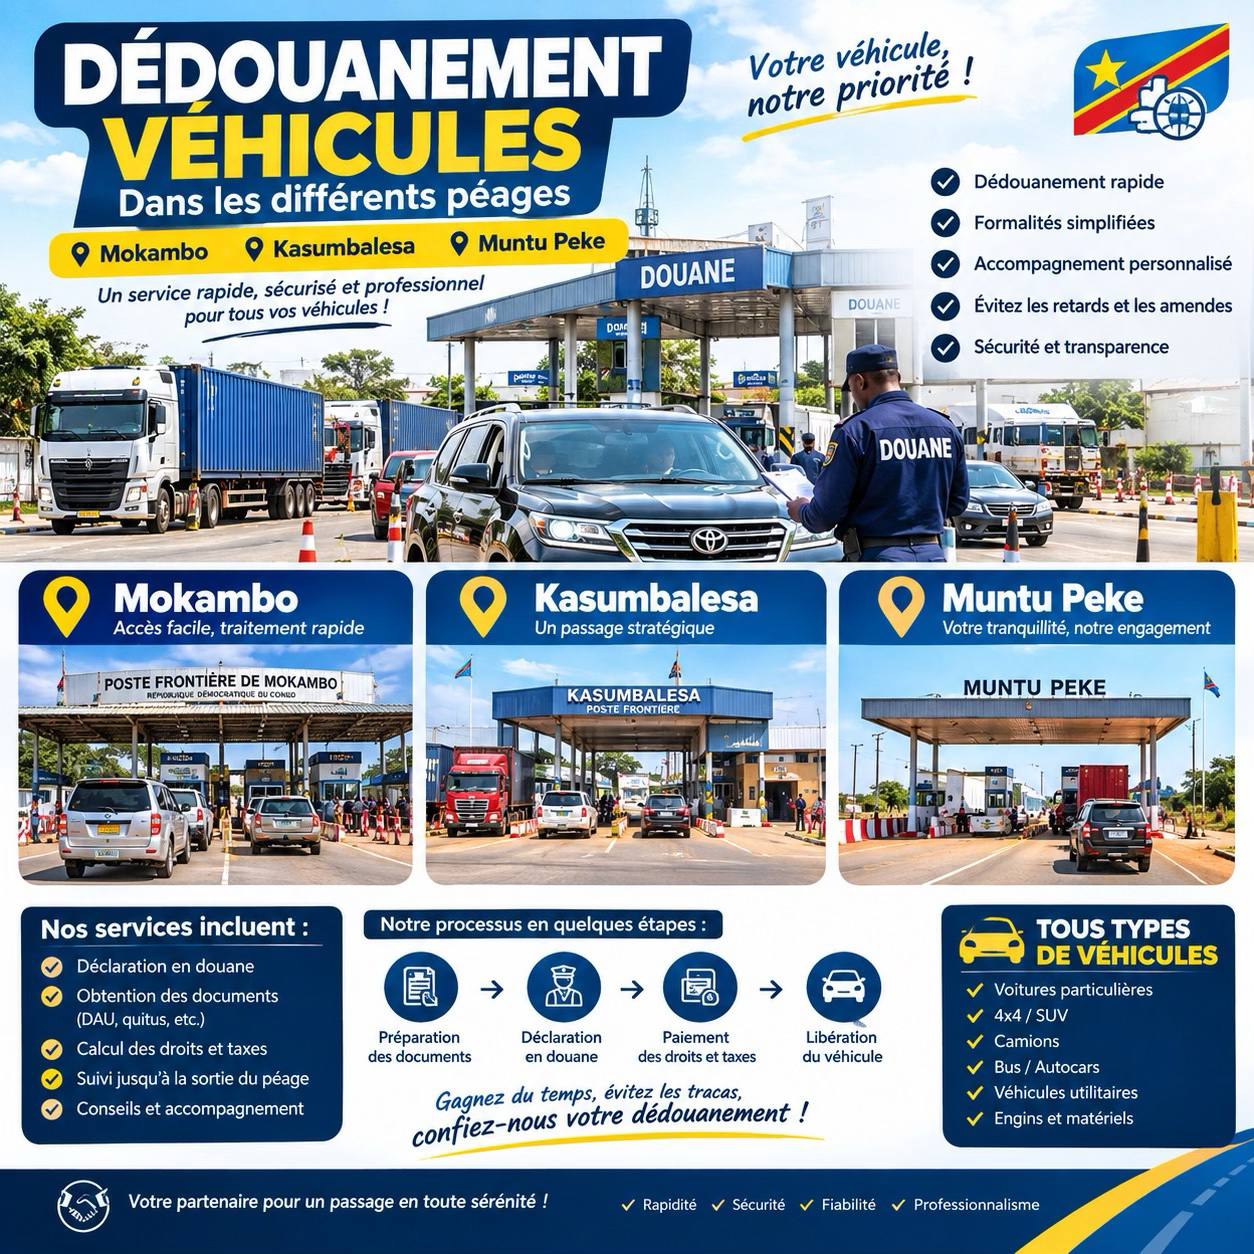 DÉDOUANEMENT
VÉHICULES
Dans les différents péages
Mokambo
Kasumbalesa
Muntu Peke
Un service rapide, sécurisé et professionnel
pour tous vos véhicules !
Votre véhicule,
notre priorité !
Dédouanement rapide
Formalités simplifiées
Accompagnement personnalisé
Évitez les retards et les amendes
Sécurité et transparence
DOUANE
DOUANE
DOUANE
Mokambo
Accès facile, traitement rapide
POSTE FRONTIÈRE DE MOKAMBO
Kasumbalesa
Un passage stratégique
KASUMBALESA
POSTE FRONTIÈRE
Muntu Peke
Votre tranquillité, notre engagement
MUNTU PEKE
Nos services incluent :
Déclaration en douane
Obtention des documents
(DAU, quitus, etc.)
Calcul des droits et taxes
Suivi jusqu'à la sortie du péage
Conseils et accompagnement
Notre processus en quelques étapes :
Préparation
des documents
Déclaration
en douane
Paiement
des droits et taxes
Libération
du véhicule
Gagnez du temps, évitez les tracas,
confiez-nous votre dédouanement !
TOUS TYPES
DE VÉHICULES
Voitures particulières
4x4 / SUV
Camions
Bus / Autocars
Véhicules utilitaires
Engins et matériels
Votre partenaire pour un passage en toute sérénité !
Rapidité
Sécurité
Fiabilité
Professionnalisme